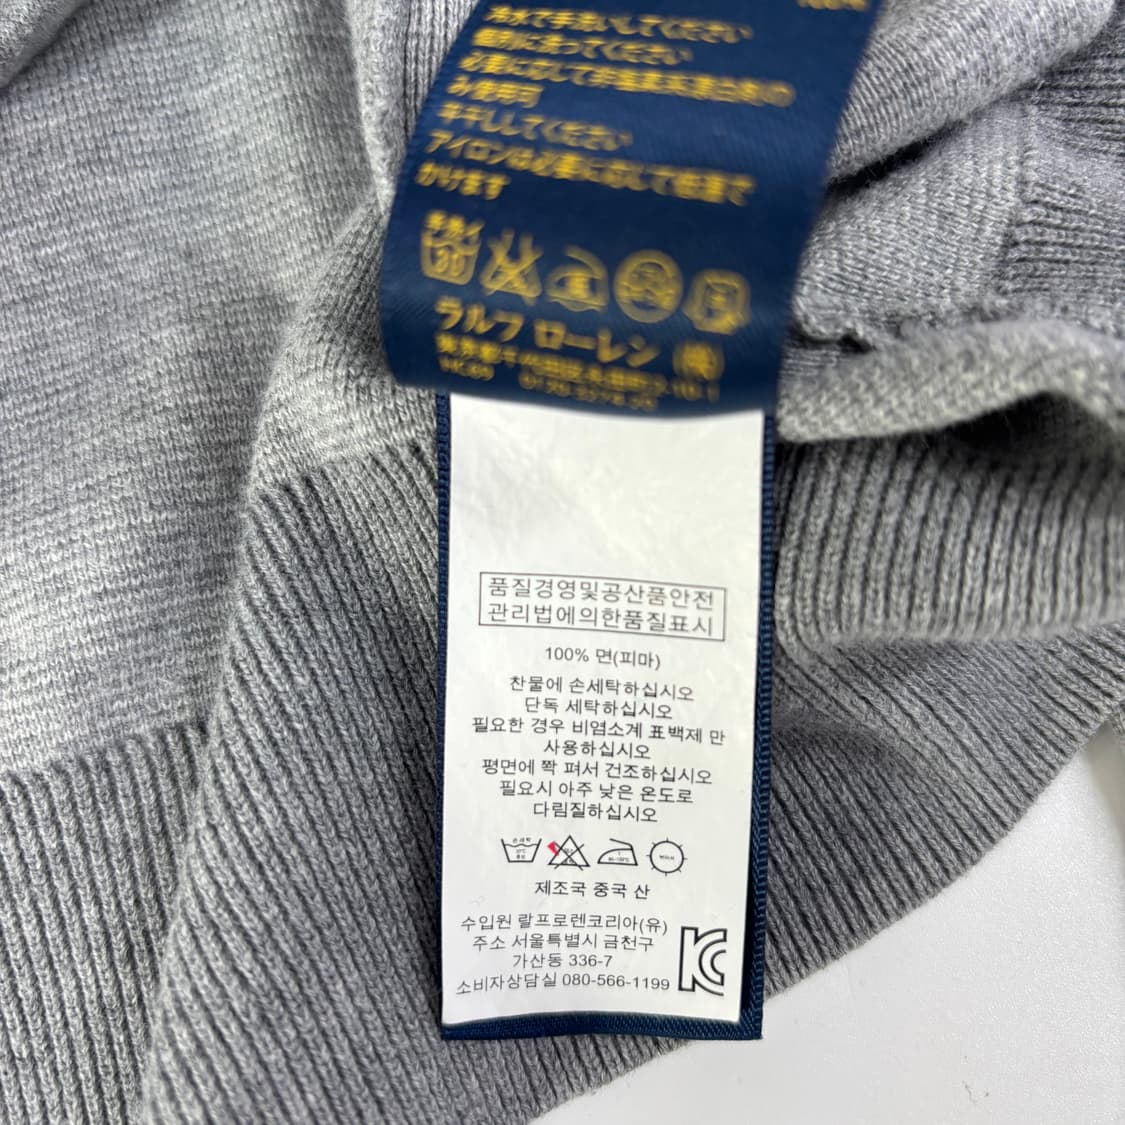 冷水で手洗いしてください
個別に洗ってください
必要に応じて非塩素系漂白剤の
み使用可
平干ししてください
アイロンは必要に応じて低温で
かけます
手洗イ
30
ラルフ ローレン (株)
품질경영및공산품안전
관리법에의한품질표시
100% 면(피마)
찬물에 손세탁하십시오
단독 세탁하십시오
필요한 경우 비염소계 표백제 만
사용하십시오
평면에 쫙 펴서 건조하십시오
필요시 아주 낮은 온도로
다림질하십시오
손세탁
제조국 중국 산
수입원 랄프로렌코리아(유)
주소 서울특별시 금천구
가산동 336-7
소비자상담실 080-566-1199